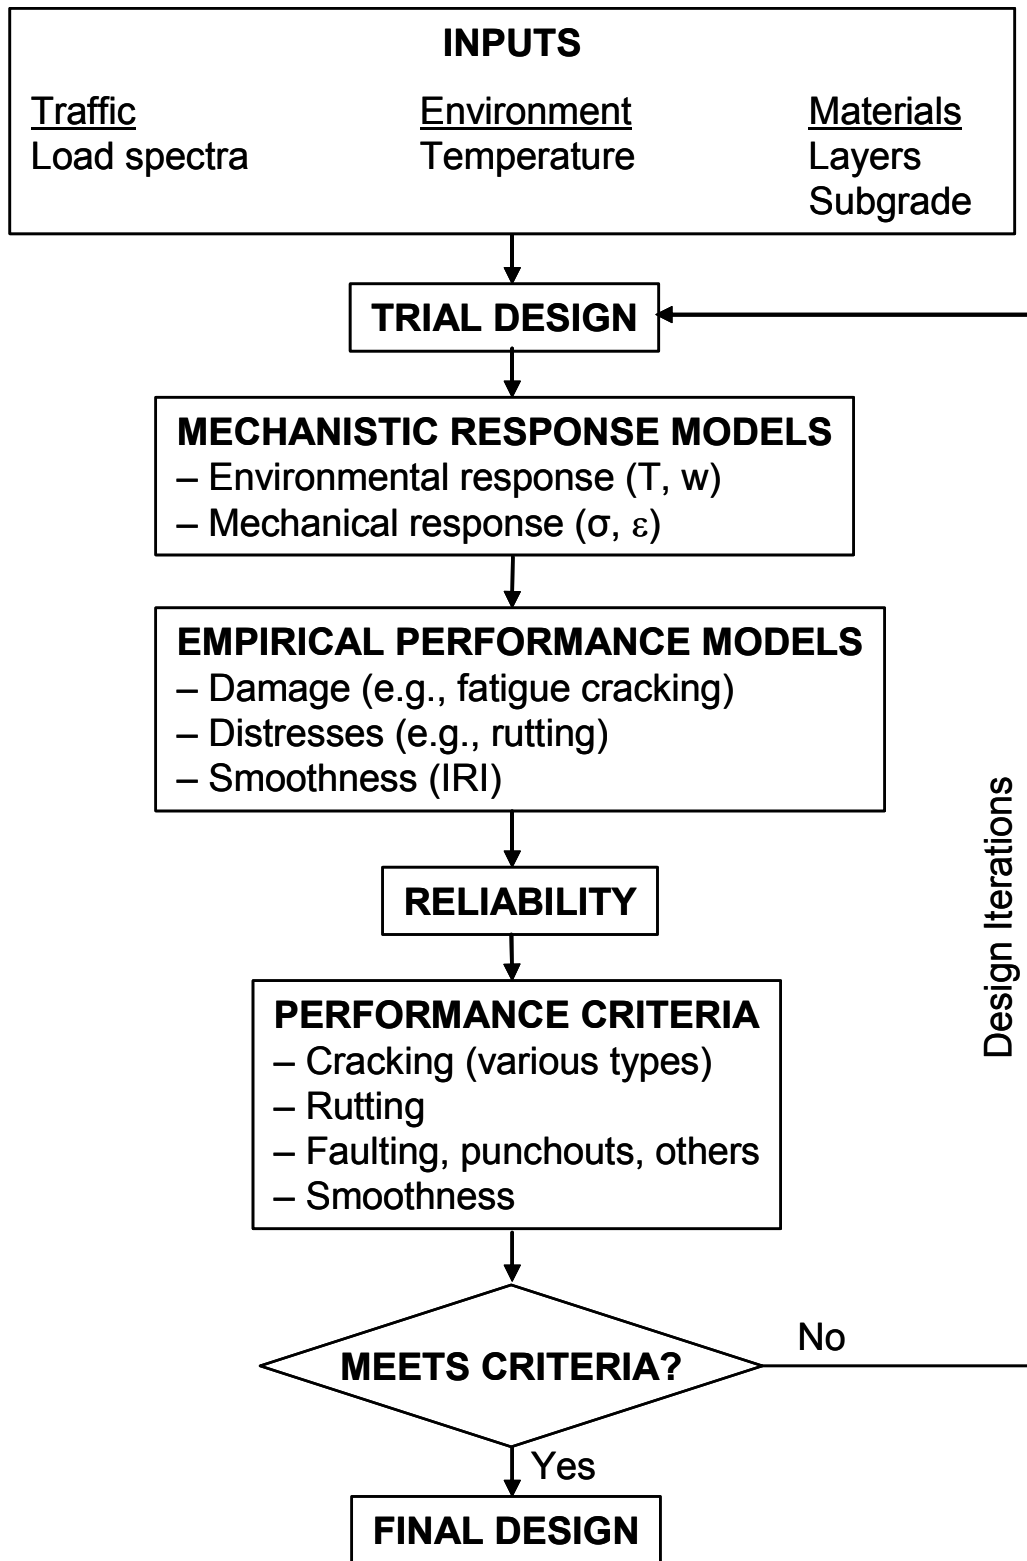 INPUTS
Traffic
Load spectra
Environment
Temperature
Materials
Layers
Subgrade
TRIAL DESIGN
MECHANISTIC RESPONSE MODELS
– Environmental response (T, w)
– Mechanical response (σ, ε)
EMPIRICAL PERFORMANCE MODELS
– Damage (e.g., fatigue cracking)
– Distresses (e.g., rutting)
– Smoothness (IRI)
RELIABILITY
PERFORMANCE CRITERIA
– Cracking (various types)
– Rutting
– Faulting, punchouts, others
– Smoothness
MEETS CRITERIA?
No
Design Iterations
Yes
FINAL DESIGN